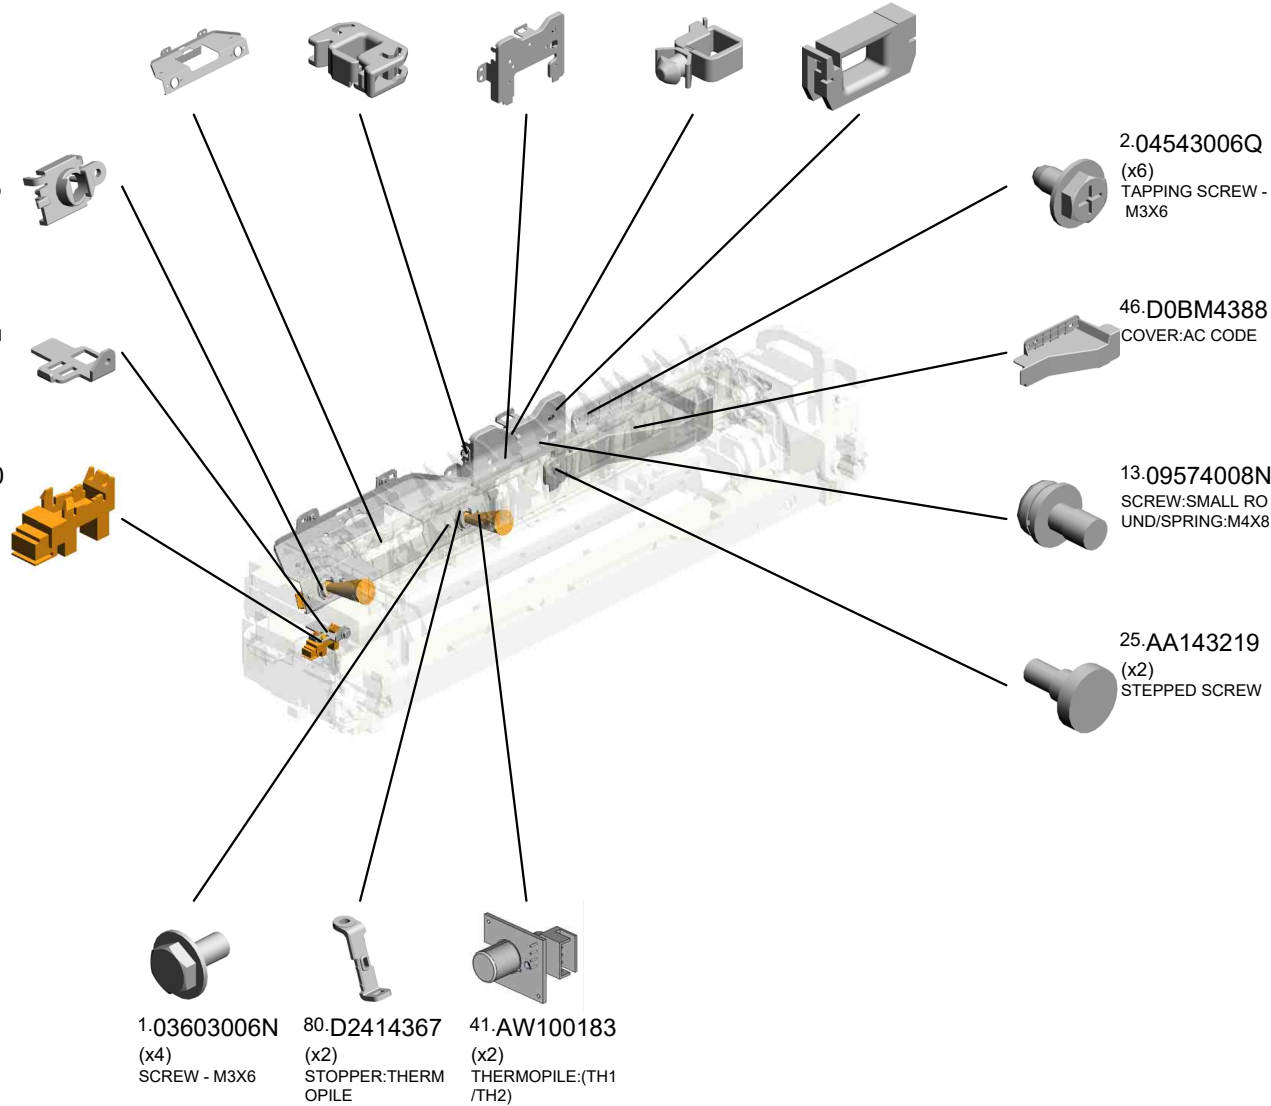 2.04543006Q
(x6)
TAPPING SCREW -
M3X6
46.D0BM4388
COVER:AC CODE
13.09574008N
SCREW:SMALL RO
UND/SPRING:M4X8
25.AA143219
(x2)
STEPPED SCREW
1.03603006N
(x4)
SCREW - M3X6
80.D2414367
(x2)
STOPPER:THERM
OPILE
41.AW100183
(x2)
THERMOPILE:(TH1
/TH2)